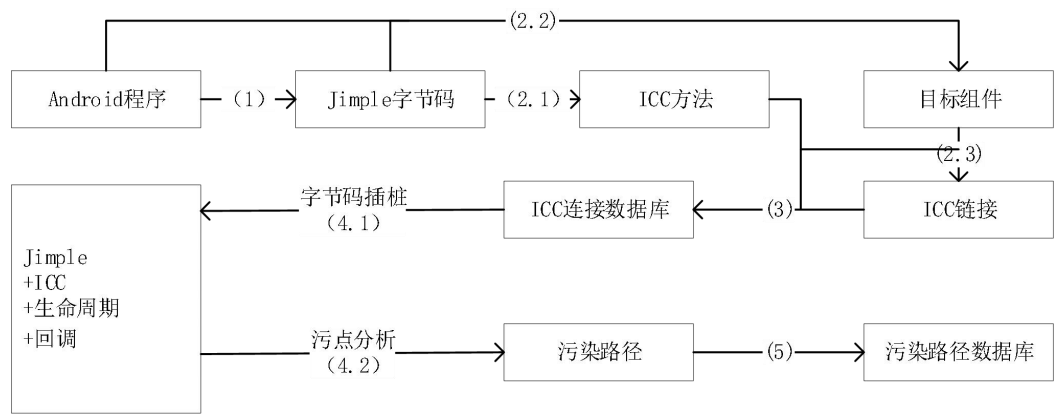 (2.2)
Android程序
（1）
Jimple字节码
（2.1）
ICC方法
目标组件
(2.3)
字节码插桩
（4.1）
ICC连接数据库
(3)
ICC链接
Jimple
+ICC
+生命周期
+回调
污点分析
（4.2）
污染路径
(5)
污染路径数据库